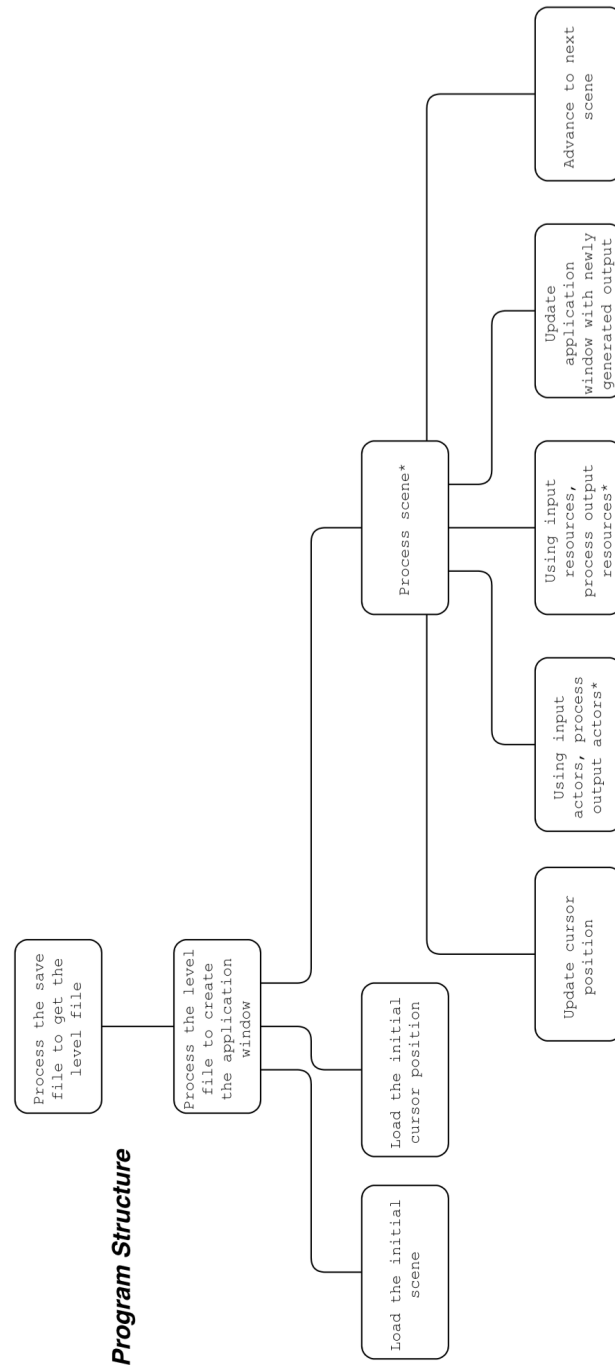 Program Structure
Process the save
file to get the
level file
Process the level
file to create
the application
window
Load the initial
scene
Load the initial
cursor position
Process scene*
Update cursor
position
Using input
actors, process
output actors*
Using input
resources,
process output
resources*
Update
application
window with newly
generated output
Advance to next
scene